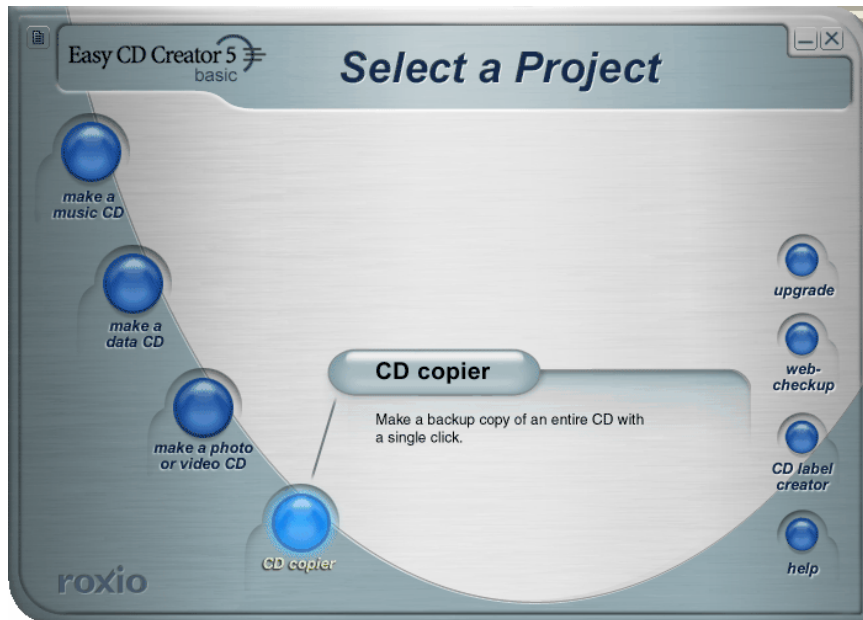 Easy CD Creator 5
basic
Select a Project
make a
music CD
make a
data CD
make a photo
or video CD
CD copier
CD copier
Make a backup copy of an entire CD with
a single click.
upgrade
web-
checkup
CD label
creator
help
roxio